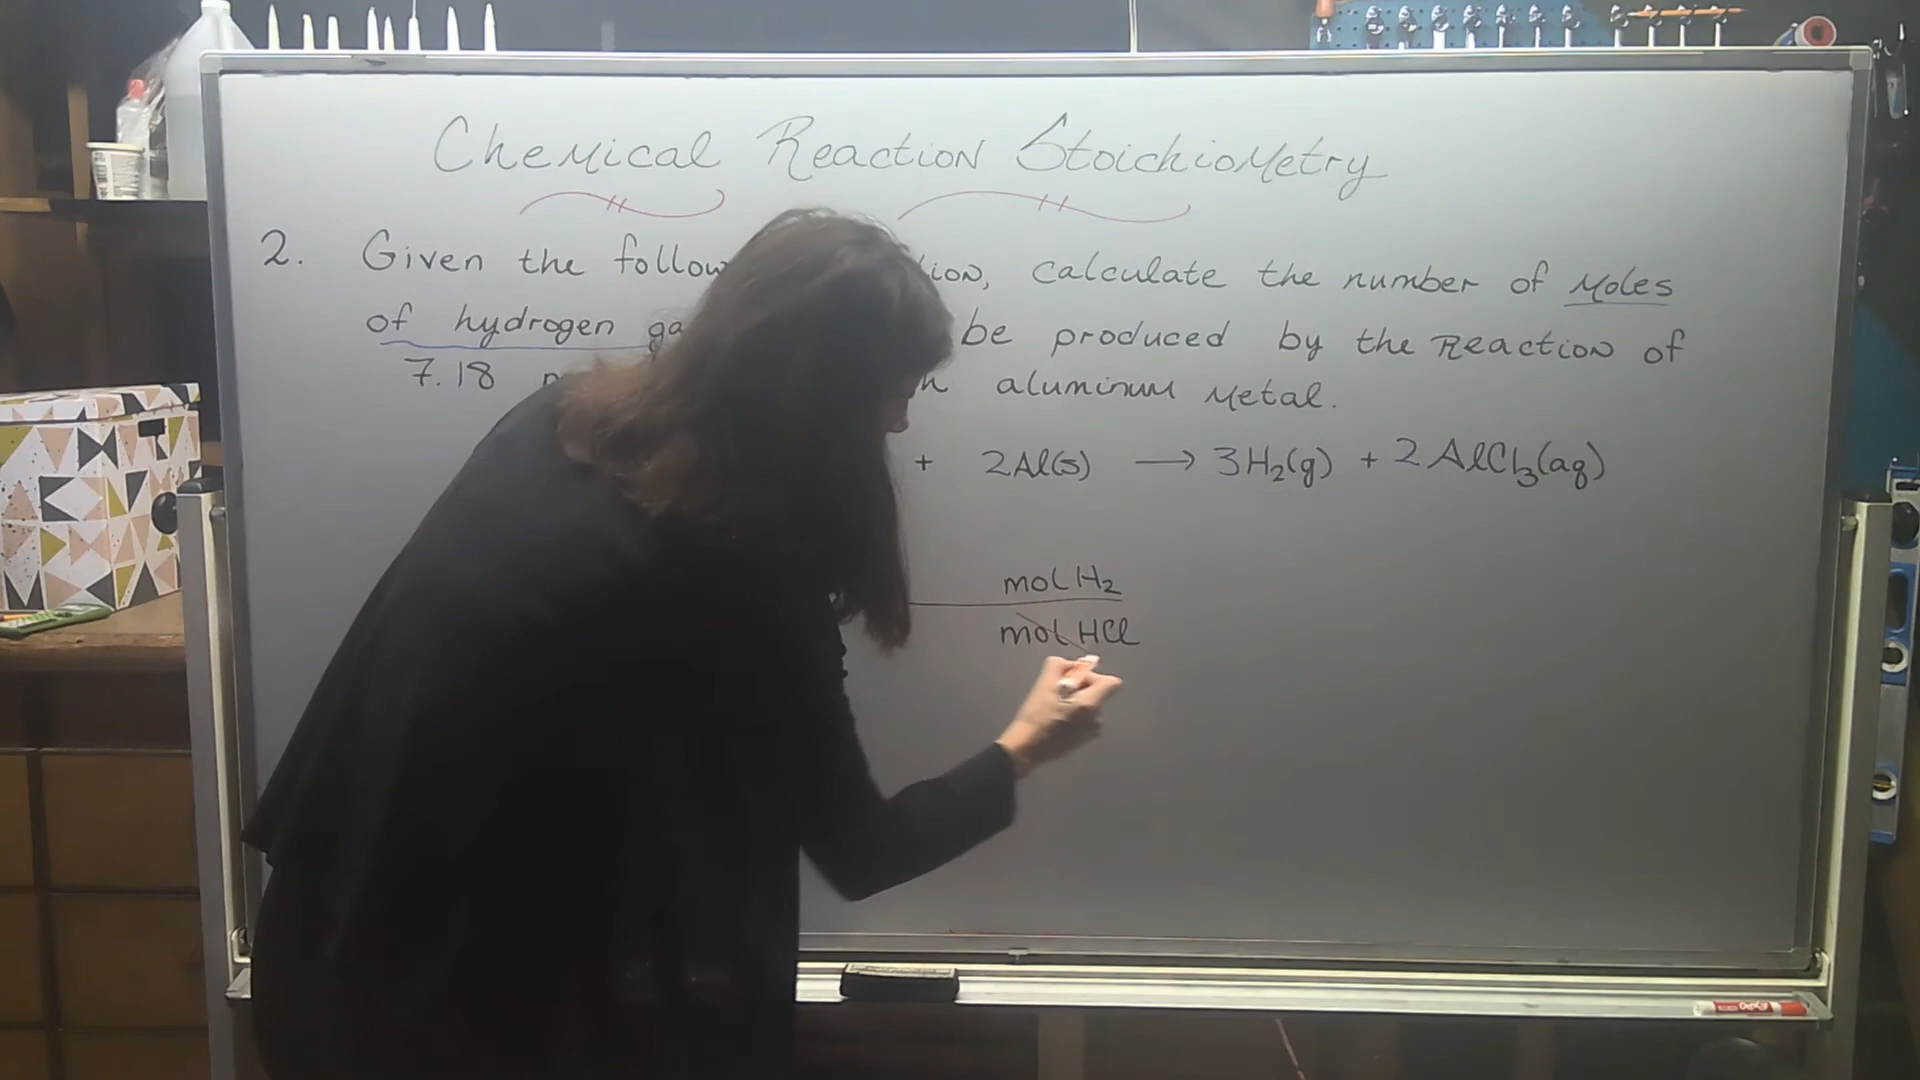 Chemical Reaction Stoichiometry
2. Given the follow ion, calculate the number of moles
of hydrogen ga be produced by the Reaction of
7.18 aluminum metal.
+ 2Al(s) → 3H₂(g) + 2AlCl₃(aq)
mol H₂
mol HCl
expo